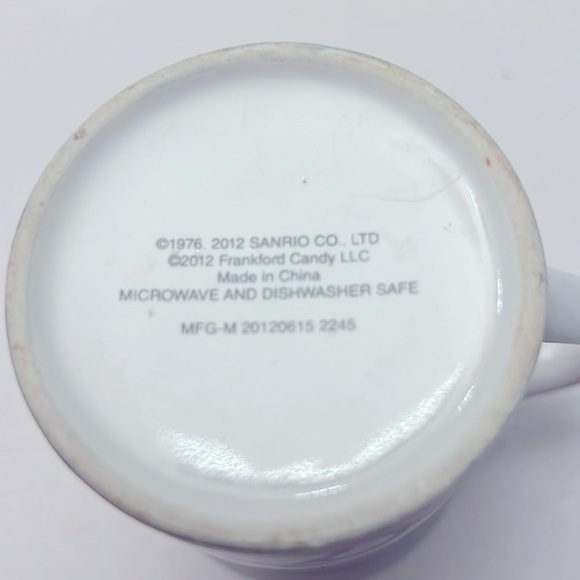 ©1976, 2012 SANRIO CO., LTD
©2012 Frankford Candy LLC
Made in China
MICROWAVE AND DISHWASHER SAFE
MFG-M 20120615 2245